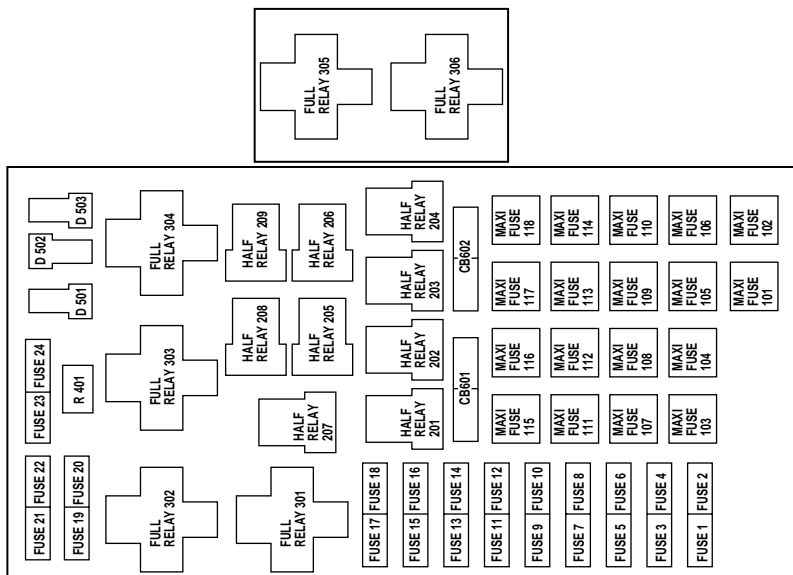 FULL
RELAY 305
FULL
RELAY 306
D 503
D 502
D 501
FULL
RELAY 304
HALF
RELAY 209
HALF
RELAY 206
HALF
RELAY
204
CB602
MAXI
FUSE
118
MAXI
FUSE
114
MAXI
FUSE
110
MAXI
FUSE
106
MAXI
FUSE
102
HALF
RELAY
203
MAXI
FUSE
117
MAXI
FUSE
113
MAXI
FUSE
109
MAXI
FUSE
105
MAXI
FUSE
101
FUSE 24
FUSE 23
R 401
FULL
RELAY 303
HALF
RELAY 208
HALF
RELAY 205
HALF
RELAY
202
CB601
MAXI
FUSE
116
MAXI
FUSE
112
MAXI
FUSE
108
MAXI
FUSE
104
HALF
RELAY
207
HALF
RELAY
201
MAXI
FUSE
115
MAXI
FUSE
111
MAXI
FUSE
107
MAXI
FUSE
103
FUSE 22
FUSE 21
FUSE 20
FUSE 19
FULL
RELAY 302
FULL
RELAY 301
FUSE 18
FUSE 17
FUSE 16
FUSE 15
FUSE 14
FUSE 13
FUSE 12
FUSE 11
FUSE 10
FUSE 9
FUSE 8
FUSE 7
FUSE 6
FUSE 5
FUSE 4
FUSE 3
FUSE 2
FUSE 1